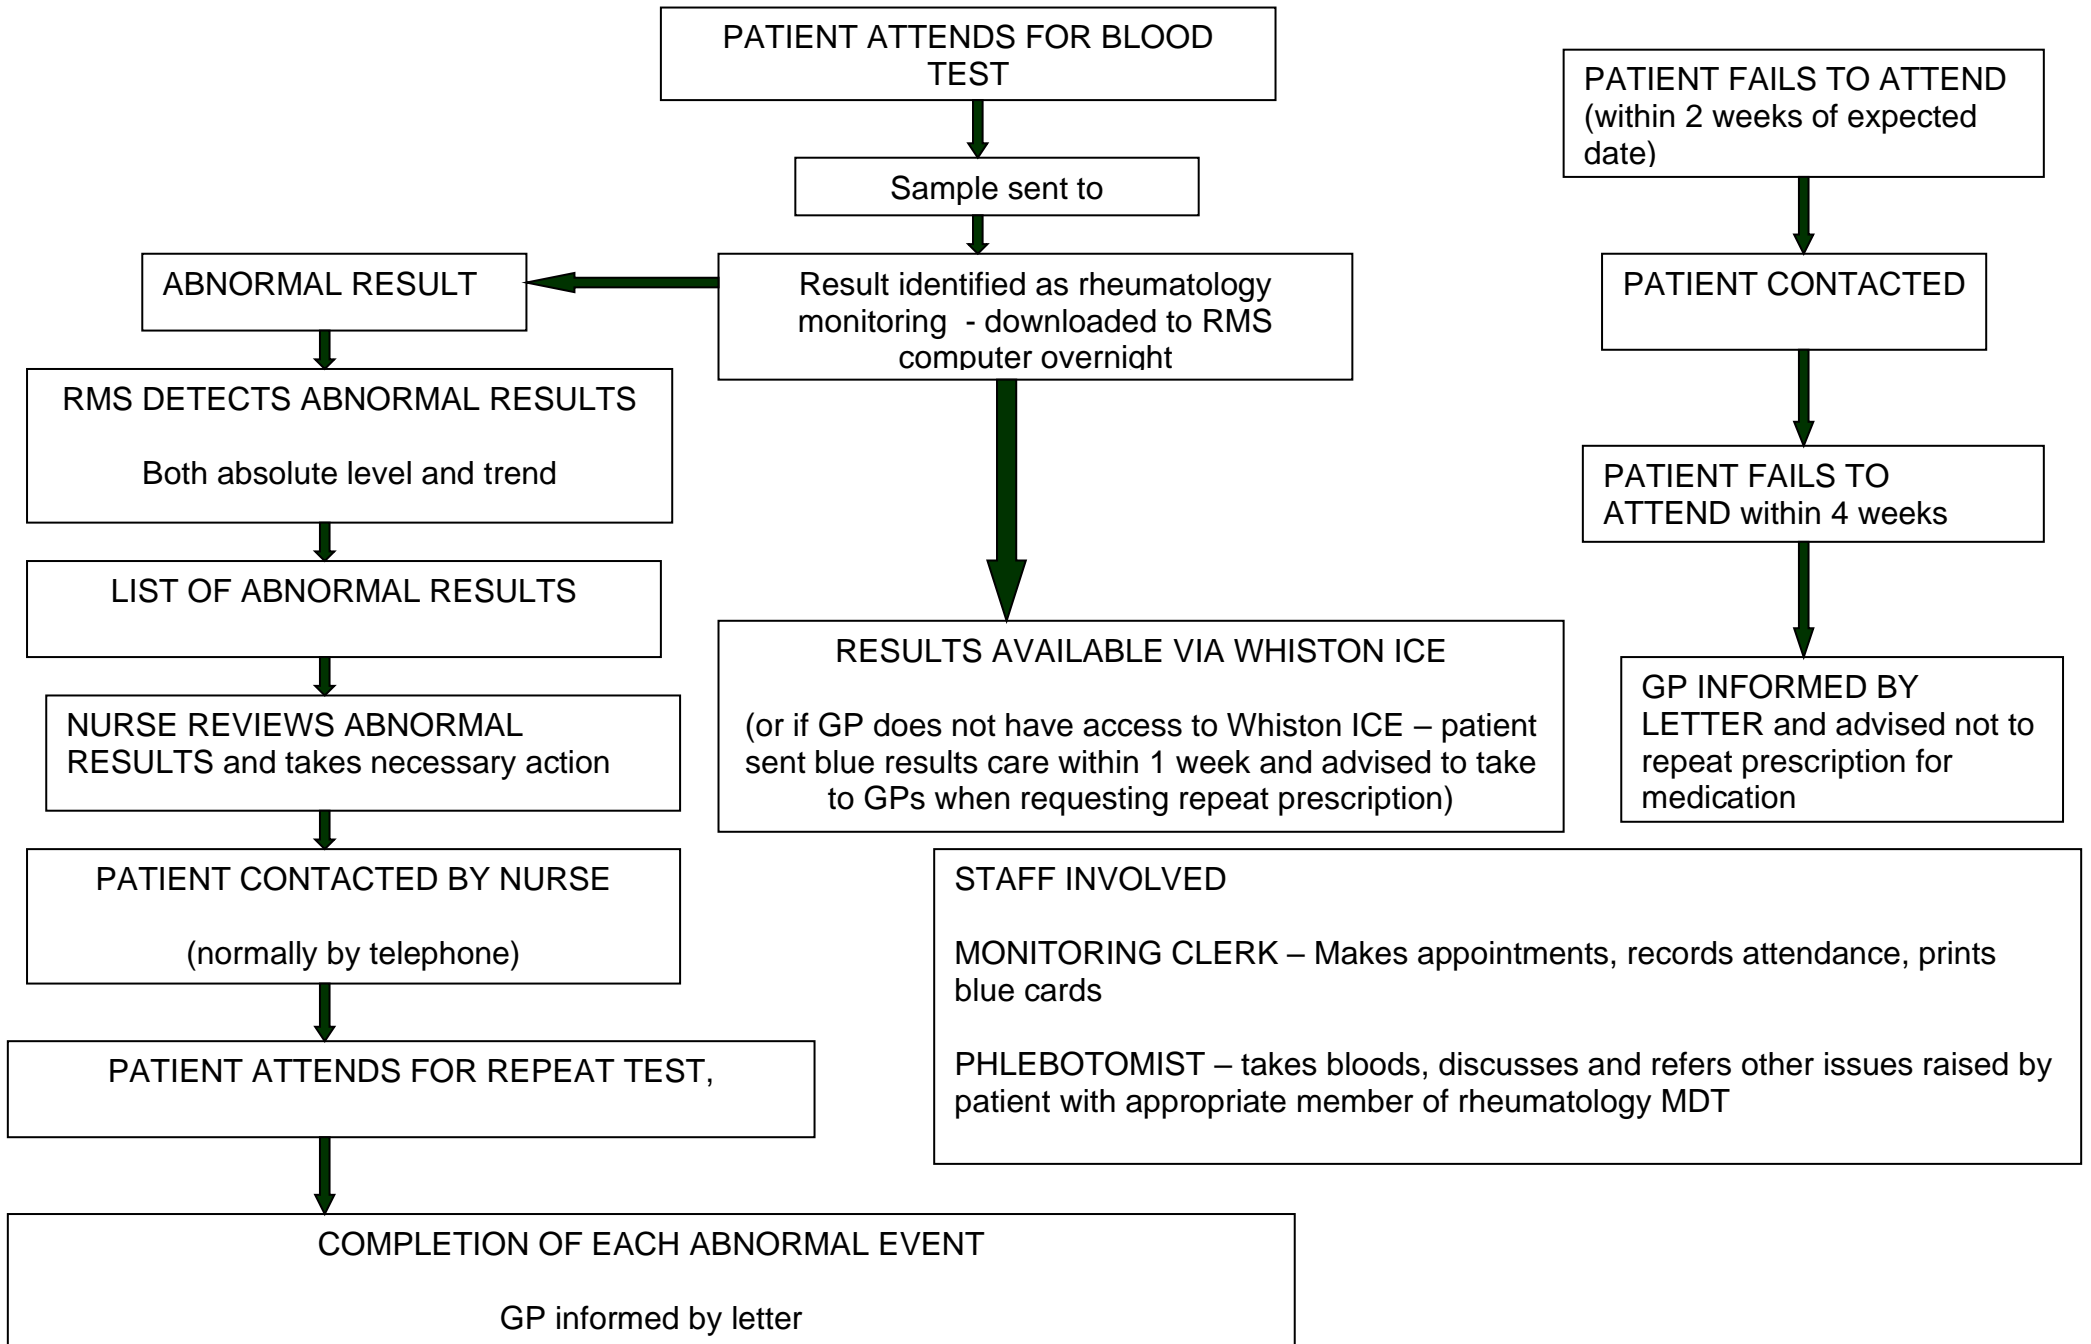 PATIENT ATTENDS FOR BLOOD
TEST
Sample sent to
Result identified as rheumatology
monitoring  - downloaded to RMS
computer overnight
ABNORMAL RESULT
RMS DETECTS ABNORMAL RESULTS
Both absolute level and trend
LIST OF ABNORMAL RESULTS
NURSE REVIEWS ABNORMAL
RESULTS and takes necessary action
PATIENT CONTACTED BY NURSE
(normally by telephone)
PATIENT ATTENDS FOR REPEAT TEST,
COMPLETION OF EACH ABNORMAL EVENT
GP informed by letter
RESULTS AVAILABLE VIA WHISTON ICE
(or if GP does not have access to Whiston ICE – patient
sent blue results care within 1 week and advised to take
to GPs when requesting repeat prescription)
PATIENT FAILS TO ATTEND
(within 2 weeks of expected
date)
PATIENT CONTACTED
PATIENT FAILS TO
ATTEND within 4 weeks
GP INFORMED BY
LETTER and advised not to
repeat prescription for
medication
STAFF INVOLVED
MONITORING CLERK – Makes appointments, records attendance, prints
blue cards
PHLEBOTOMIST – takes bloods, discusses and refers other issues raised by
patient with appropriate member of rheumatology MDT